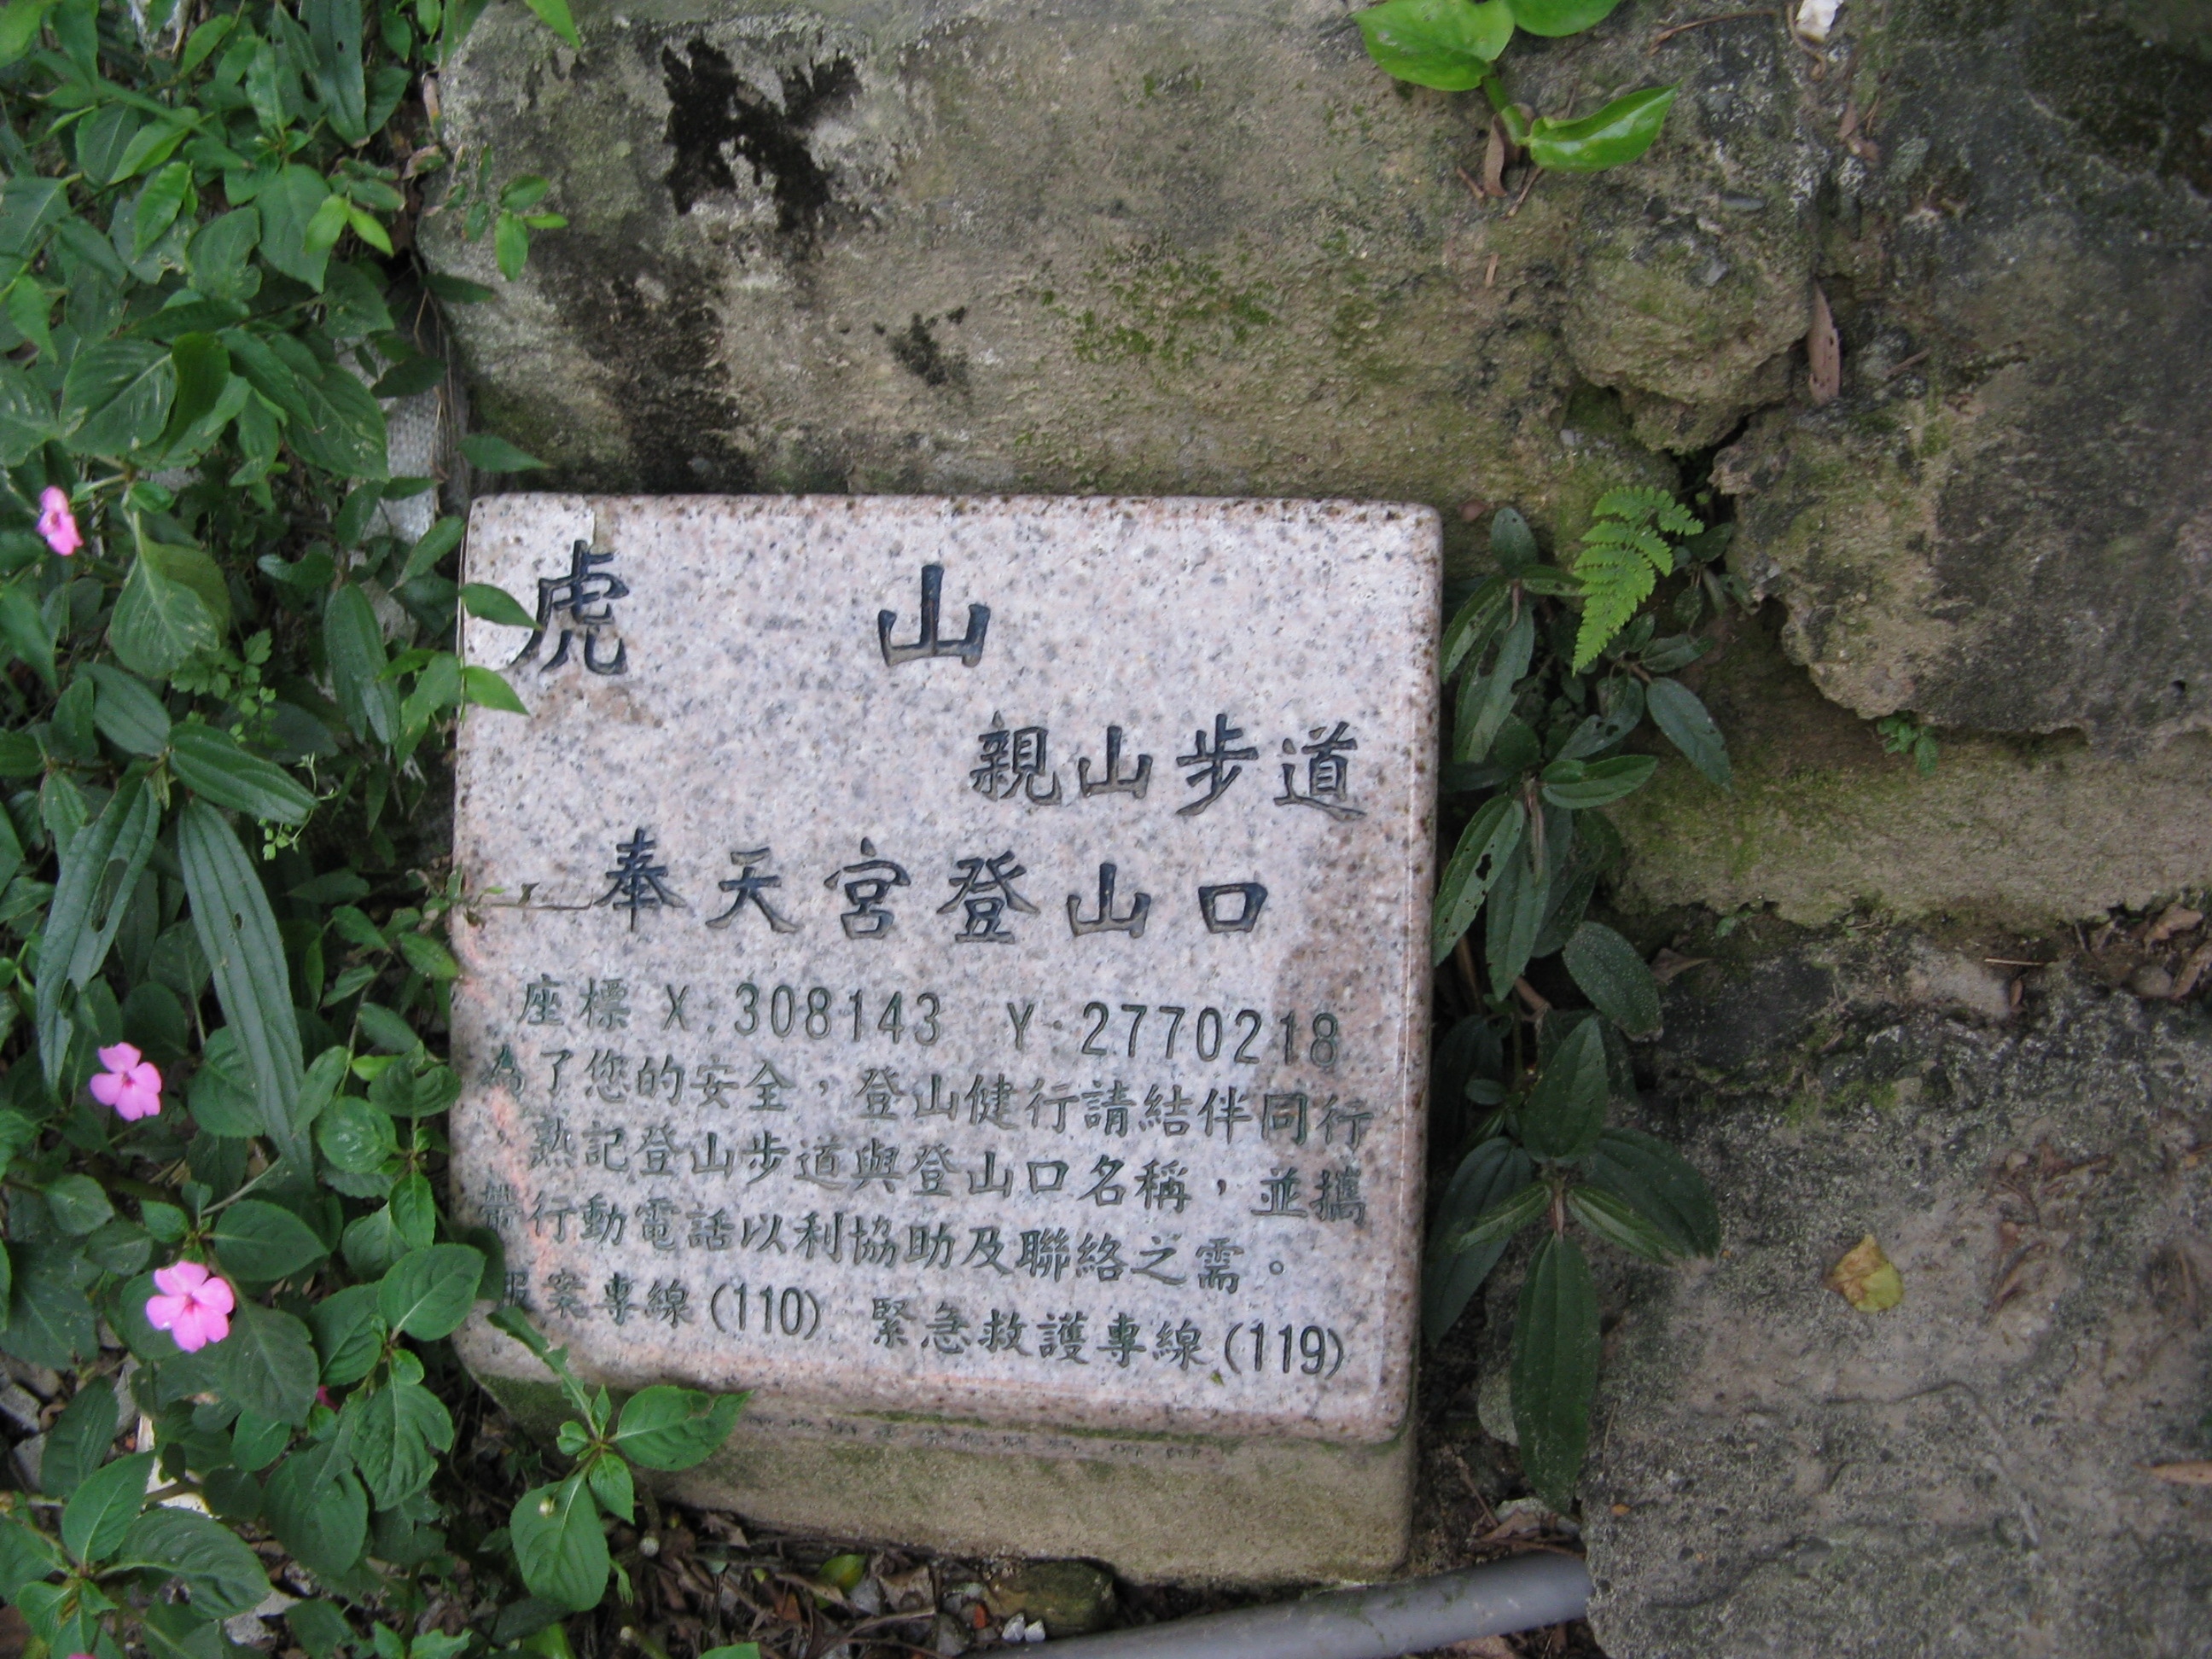 虎 山
親山步道
奉天宮登山口
座標 X:308143 Y:2770218
為了您的安全,登山健行請結伴同行
,熟記登山步道與登山口名稱,並攜
帶行動電話以利協助及聯絡之需。
報案專線(110) 緊急救護專線(119)